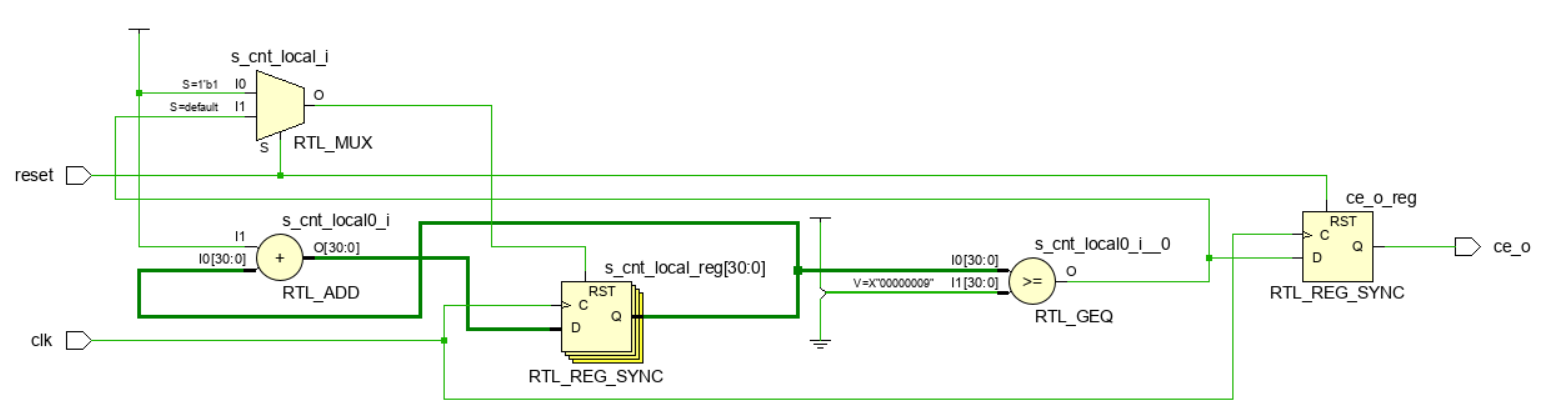 s_cnt_local_i
S=1'b1 I0
O
S=default I1
S RTL_MUX
reset
ce_o_reg
s_cnt_local0_i
RST
I1 O[30:0]
C
s_cnt_local0_i__0
Q ce_o
I0[30:0] + D
s_cnt_local_reg[30:0]
I0[30:0] O
RTL_ADD
RST
V=X"00000009" I1[30:0] >=
RTL_REG_SYNC
C
Q
RTL_GEQ
D
clk
RTL_REG_SYNC